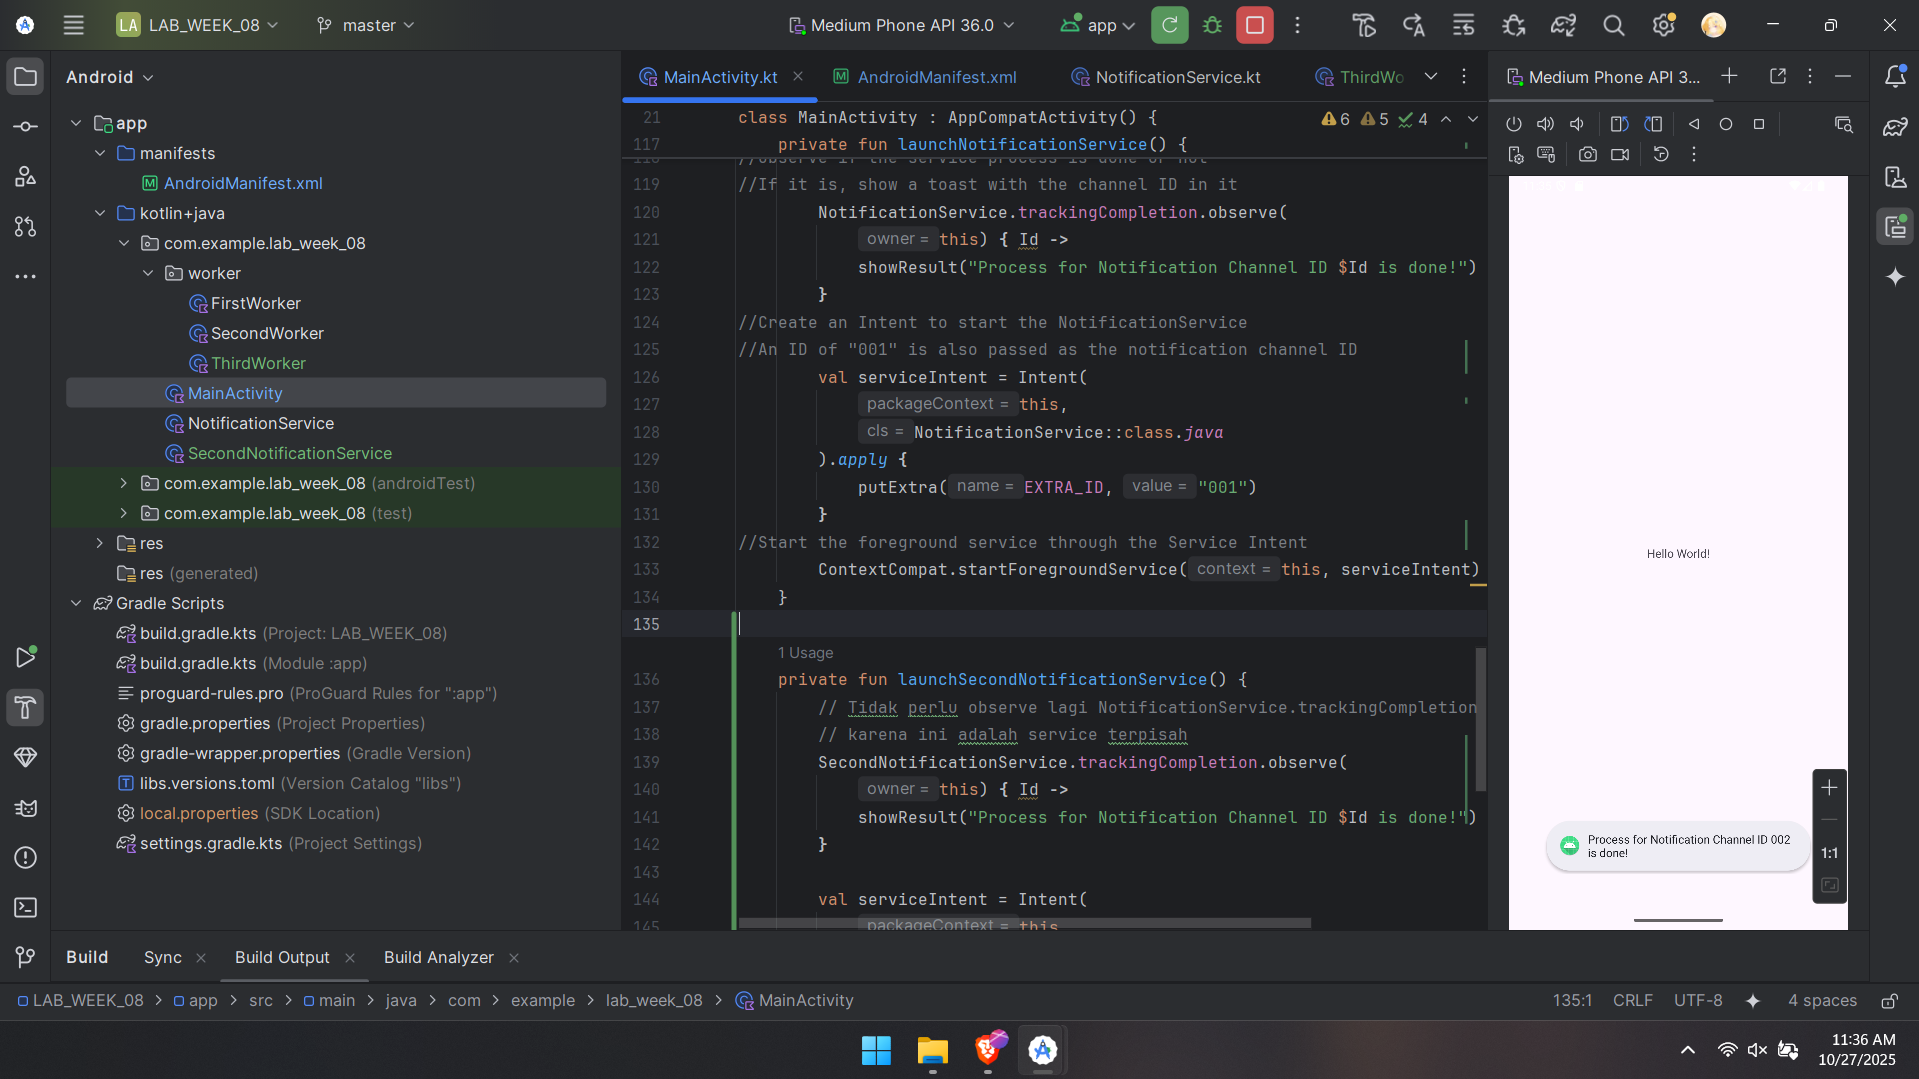 LA LAB_WEEK_08
master
Medium Phone API 36.0
app
Android
app
manifests
AndroidManifest.xml
kotlin+java
com.example.lab_week_08
worker
FirstWorker
SecondWorker
ThirdWorker
MainActivity
NotificationService
SecondNotificationService
com.example.lab_week_08 (androidTest)
com.example.lab_week_08 (test)
res
res (generated)
Gradle Scripts
build.gradle.kts (Project: LAB_WEEK_08)
build.gradle.kts (Module :app)
proguard-rules.pro (ProGuard Rules for ":app")
gradle.properties (Project Properties)
gradle-wrapper.properties (Gradle Version)
libs.versions.toml (Version Catalog "libs")
local.properties (SDK Location)
settings.gradle.kts (Project Settings)
MainActivity.kt
AndroidManifest.xml
NotificationService.kt
ThirdWo
21 class MainActivity : AppCompatActivity() {
6 5 4
117 private fun launchNotificationService() {
118 //Observe if the service process is done or not
119 //If it is, show a toast with the channel ID in it
120 NotificationService.trackingCompletion.observe(
121 owner = this) { Id ->
122 showResult("Process for Notification Channel ID $Id is done!")
123 }
124 //Create an Intent to start the NotificationService
125 //An ID of "001" is also passed as the notification channel ID
126 val serviceIntent = Intent(
127 packageContext = this,
128 cls = NotificationService::class.java
129 ).apply {
130 putExtra( name = EXTRA_ID, value = "001")
131 }
132 //Start the foreground service through the Service Intent
133 ContextCompat.startForegroundService( context = this, serviceIntent)
134 }
135
1 Usage
136 private fun launchSecondNotificationService() {
137 // Tidak perlu observe lagi NotificationService.trackingCompletion
138 // karena ini adalah service terpisah
139 SecondNotificationService.trackingCompletion.observe(
140 owner = this) { Id ->
141 showResult("Process for Notification Channel ID $Id is done!")
142 }
143
144 val serviceIntent = Intent(
145 packageContext = this
Medium Phone API 3...
Hello World!
Process for Notification Channel ID 002
is done!
1:1
Build
Sync
Build Output
Build Analyzer
LAB_WEEK_08 > app > src > main > java > com > example > lab_week_08 > MainActivity
135:1 CRLF UTF-8 4 spaces
11:36 AM
10/27/2025